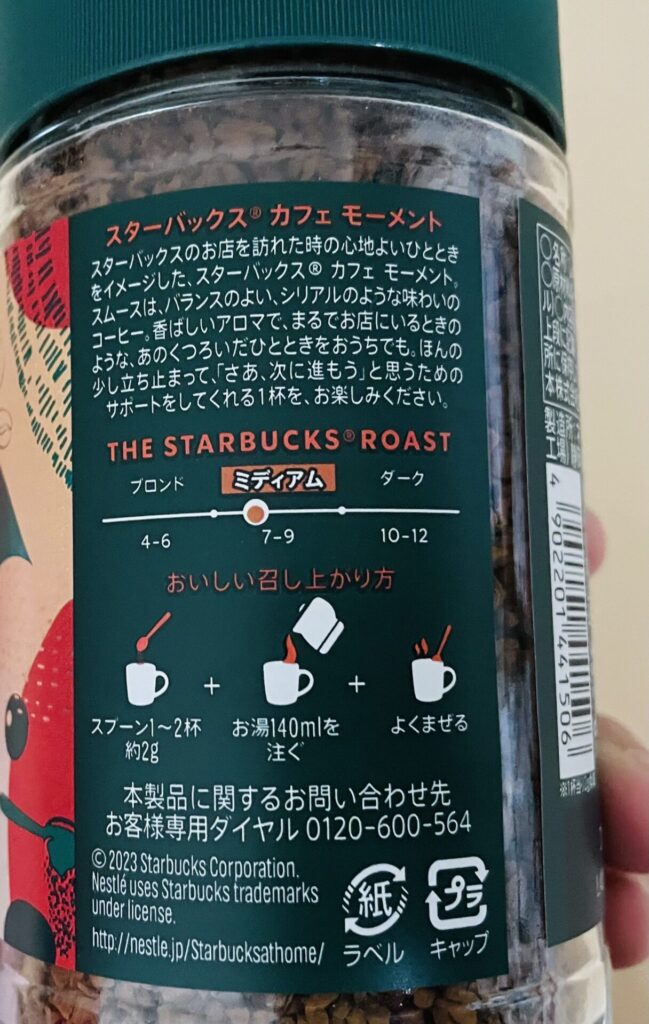 スターバックス® カフェ モーメント
スターバックスのお店を訪れた時の心地よいひととき
をイメージした、スターバックス® カフェ モーメント。
スムースは、バランスのよい、シリアルのような味わいの
コーヒー。香ばしいアロマで、まるでお店にいるときの
ような、あのくつろいだひとときをおうちでも。ほんの
少し立ち止まって、「さあ、次に進もう」と思うための
サポートをしてくれる1杯を、お楽しみください。
THE STARBUCKS® ROAST
ブロンド ミディアム ダーク
4-6 7-9 10-12
おいしい召し上がり方
+ +
スプーン1～2杯 お湯140mlを よくまぜる
約2g 注ぐ
本製品に関するお問い合わせ先
お客様専用ダイヤル 0120-600-564
© 2023 Starbucks Corporation.
Nestlé uses Starbucks trademarks
under license.
http://nestle.jp/Starbucksathome/
紙 プラ
ラベル キャップ
上段に
所に保
本株式
製造所
工場
4 902201 441506